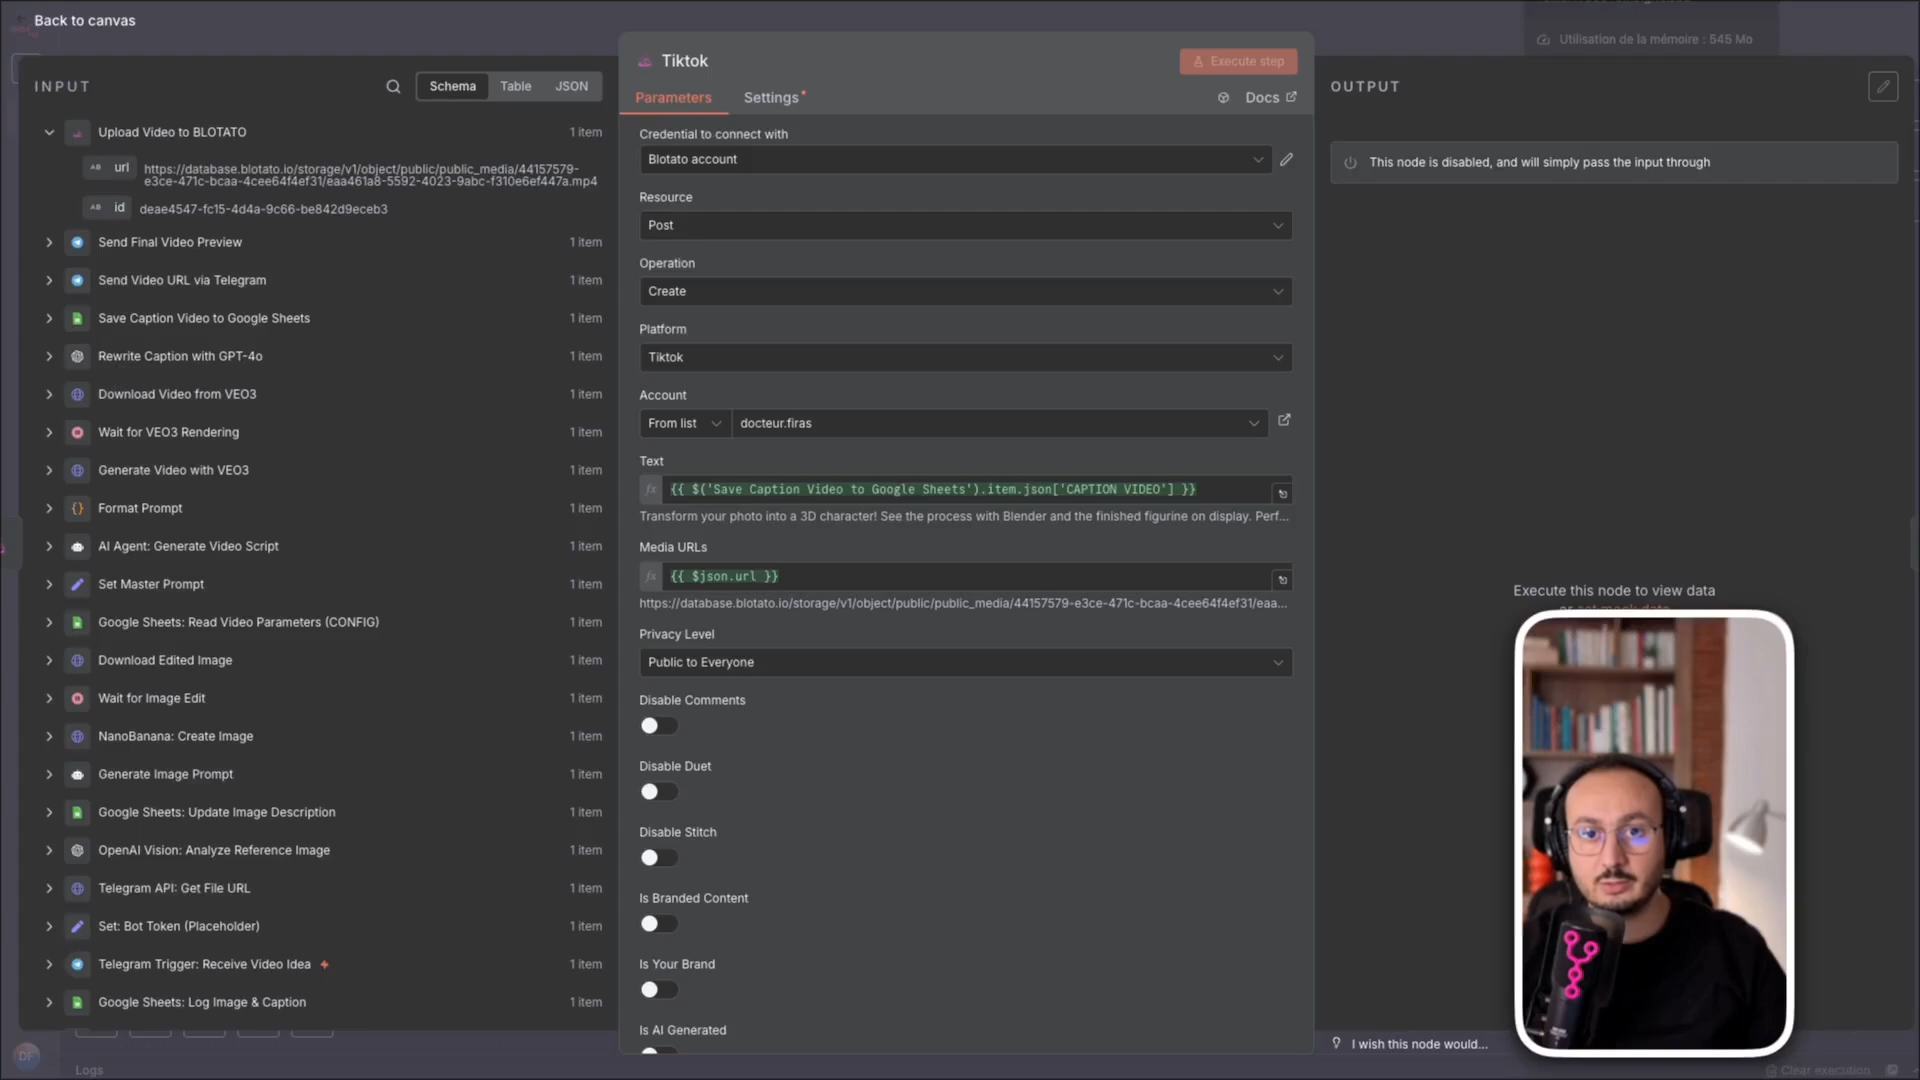 Back to canvas
Utilisation de la mémoire : 545 Mo
INPUT
Schema
Table
JSON
Upload Video to BLOTATO
1 item
AB url https://database.blotato.io/storage/v1/object/public/public_media/44157579-
e3ce-471c-bcaa-4cee64f4ef31/eaa461a8-5592-4023-9abc-f310e6ef447a.mp4
AB id deae4547-fc15-4d4a-9c66-be842d9eceb3
Send Final Video Preview
1 item
Send Video URL via Telegram
1 item
Save Caption Video to Google Sheets
1 item
Rewrite Caption with GPT-4o
1 item
Download Video from VEO3
1 item
Wait for VEO3 Rendering
1 item
Generate Video with VEO3
1 item
Format Prompt
1 item
AI Agent: Generate Video Script
1 item
Set Master Prompt
1 item
Google Sheets: Read Video Parameters (CONFIG)
1 item
Download Edited Image
1 item
Wait for Image Edit
1 item
NanoBanana: Create Image
1 item
Generate Image Prompt
1 item
Google Sheets: Update Image Description
1 item
OpenAI Vision: Analyze Reference Image
1 item
Telegram API: Get File URL
1 item
Set: Bot Token (Placeholder)
1 item
Telegram Trigger: Receive Video Idea
1 item
Google Sheets: Log Image & Caption
1 item
DF
Logs
Tiktok
Execute step
Parameters
Settings
Docs
Credential to connect with
Blotato account
Resource
Post
Operation
Create
Platform
Tiktok
Account
From list
docteur.firas
Text
fx {{ $('Save Caption Video to Google Sheets').item.json['CAPTION VIDEO'] }}
Transform your photo into a 3D character! See the process with Blender and the finished figurine on display. Perf...
Media URLs
fx {{ $json.url }}
https://database.blotato.io/storage/v1/object/public/public_media/44157579-e3ce-471c-bcaa-4cee64f4ef31/eaa...
Privacy Level
Public to Everyone
Disable Comments
Disable Duet
Disable Stitch
Is Branded Content
Is Your Brand
Is AI Generated
OUTPUT
This node is disabled, and will simply pass the input through
Execute this node to view data
or set mock data
I wish this node would...
Clear execution